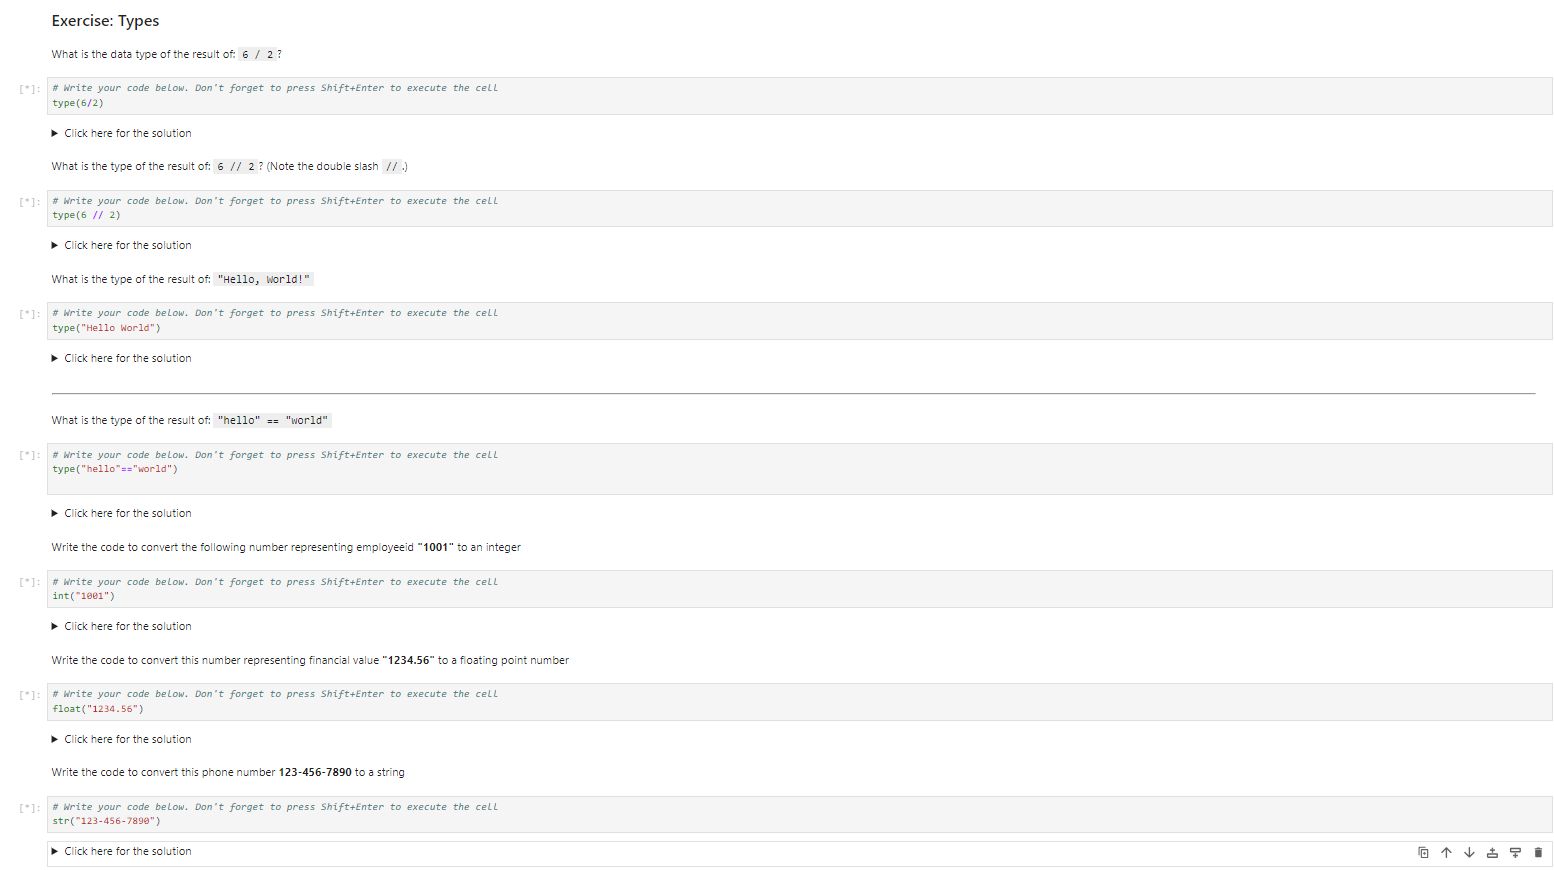 Exercise: Types
What is the data type of the result of: 6 / 2 ?
[*]: # Write your code below. Don't forget to press Shift+Enter to execute the cell
type(6/2)
▶ Click here for the solution
What is the type of the result of: 6 // 2 ? (Note the double slash // .)
[*]: # Write your code below. Don't forget to press Shift+Enter to execute the cell
type(6 // 2)
▶ Click here for the solution
What is the type of the result of: "Hello, World!"
[*]: # Write your code below. Don't forget to press Shift+Enter to execute the cell
type("Hello World")
▶ Click here for the solution
What is the type of the result of: "hello" == "world"
[*]: # Write your code below. Don't forget to press Shift+Enter to execute the cell
type("hello"=="world")
▶ Click here for the solution
Write the code to convert the following number representing employeeid "1001" to an integer
[*]: # Write your code below. Don't forget to press Shift+Enter to execute the cell
int("1001")
▶ Click here for the solution
Write the code to convert this number representing financial value "1234.56" to a floating point number
[*]: # Write your code below. Don't forget to press Shift+Enter to execute the cell
float("1234.56")
▶ Click here for the solution
Write the code to convert this phone number 123-456-7890 to a string
[*]: # Write your code below. Don't forget to press Shift+Enter to execute the cell
str("123-456-7890")
▶ Click here for the solution